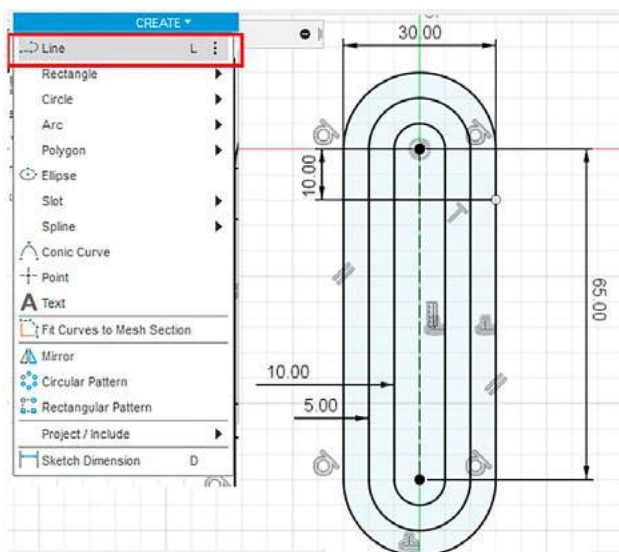 CREATE
Line L
Rectangle
Circle
Arc
Polygon
Ellipse
Slot
Spline
Conic Curve
Point
A Text
Fit Curves to Mesh Section
Mirror
Circular Pattern
Rectangular Pattern
Project / Include
Sketch Dimension D
30.00
10.00
65.00
10.00
5.00